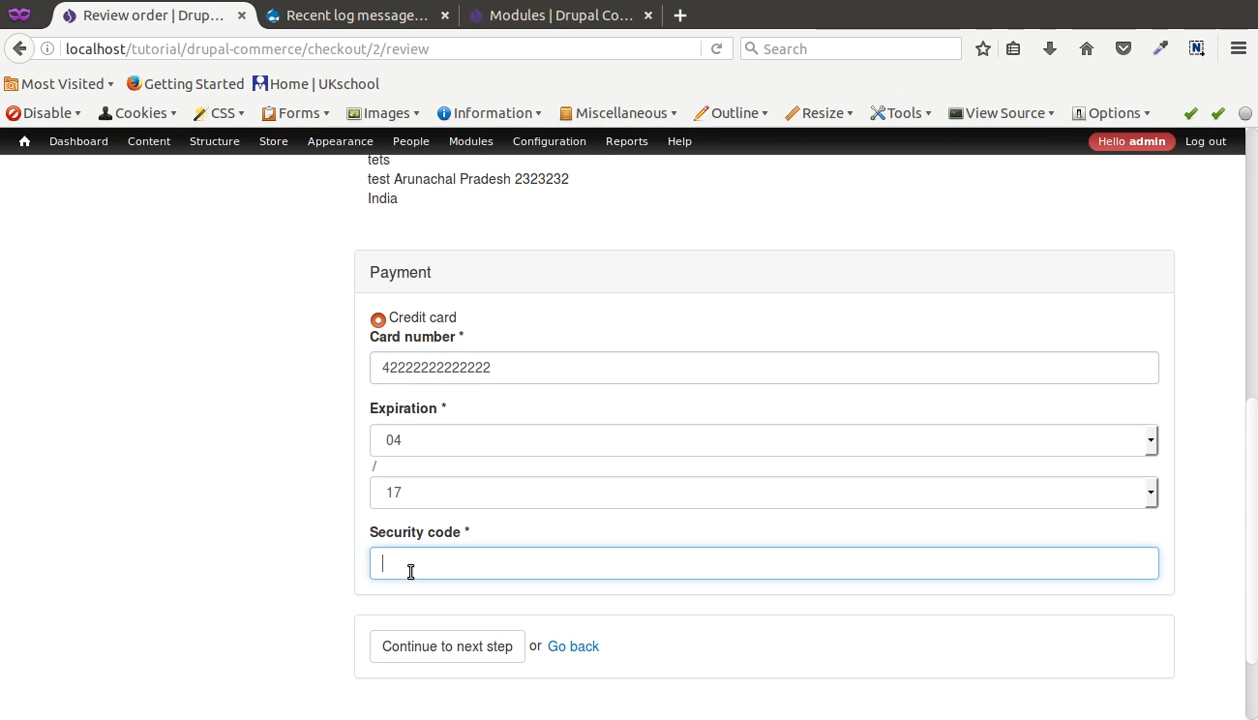 Review order | Drup... × Recent log message... × Modules | Drupal Co... × +
localhost/tutorial/drupal-commerce/checkout/2/review Search
Most Visited Getting Started Home | UKschool
Disable Cookies CSS Forms Images Information Miscellaneous Outline Resize Tools View Source Options
Dashboard Content Structure Store Appearance People Modules Configuration Reports Help Hello admin Log out
tets
test Arunachal Pradesh 2323232
India
Payment
Credit card
Card number *
42222222222222
Expiration *
04
/
17
Security code *
Continue to next step or Go back